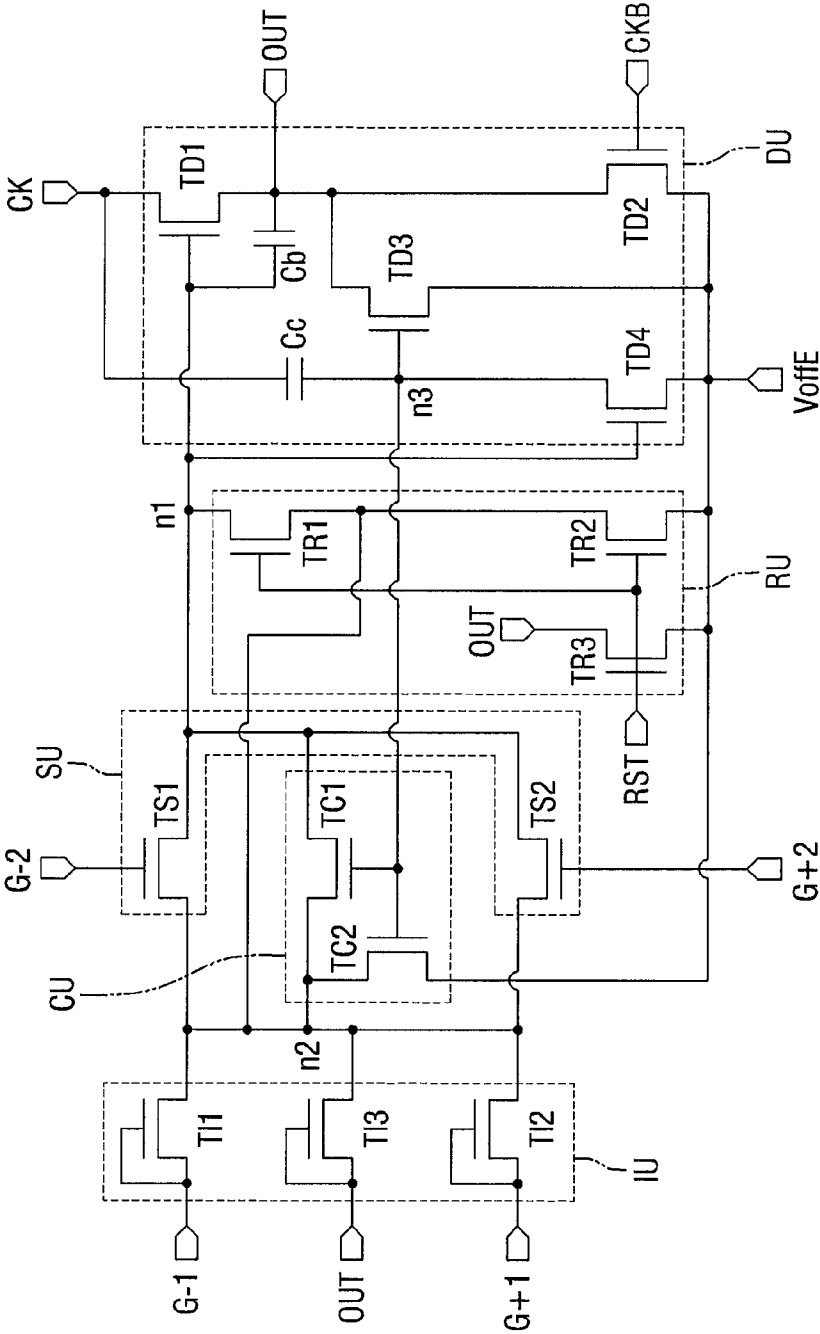 CK
OUT
CKB
TD1
Cb
Cc
TD3
TD2
DU
TD4
n3
VoffE
n1
TR1
TR2
RU
OUT
TR3
RST
SU
G-2
TS1
TC1
TS2
G+2
CU
TC2
n2
TI1
TI3
TI2
IU
G-1
OUT
G+1